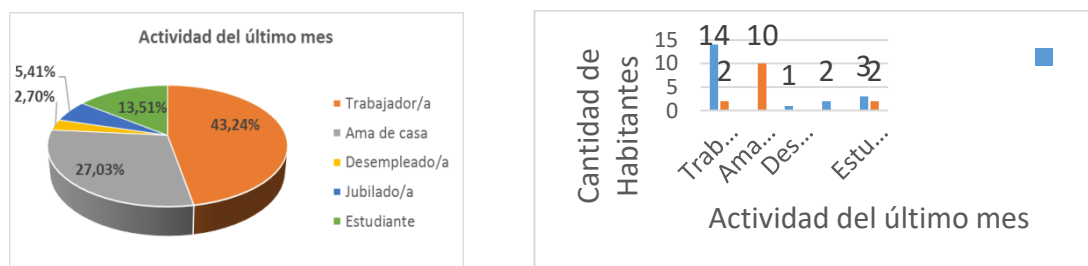 Actividad del último mes
5,41%
2,70%
13,51%
43,24%
27,03%
Trabajador/a
Ama de casa
Desempleado/a
Jubilado/a
Estudiante
Cantidad de
Habitantes
15
10
5
0
14
2
10
1
2
3
2
Trab...
Ama...
Des...
Estu...
Actividad del último mes